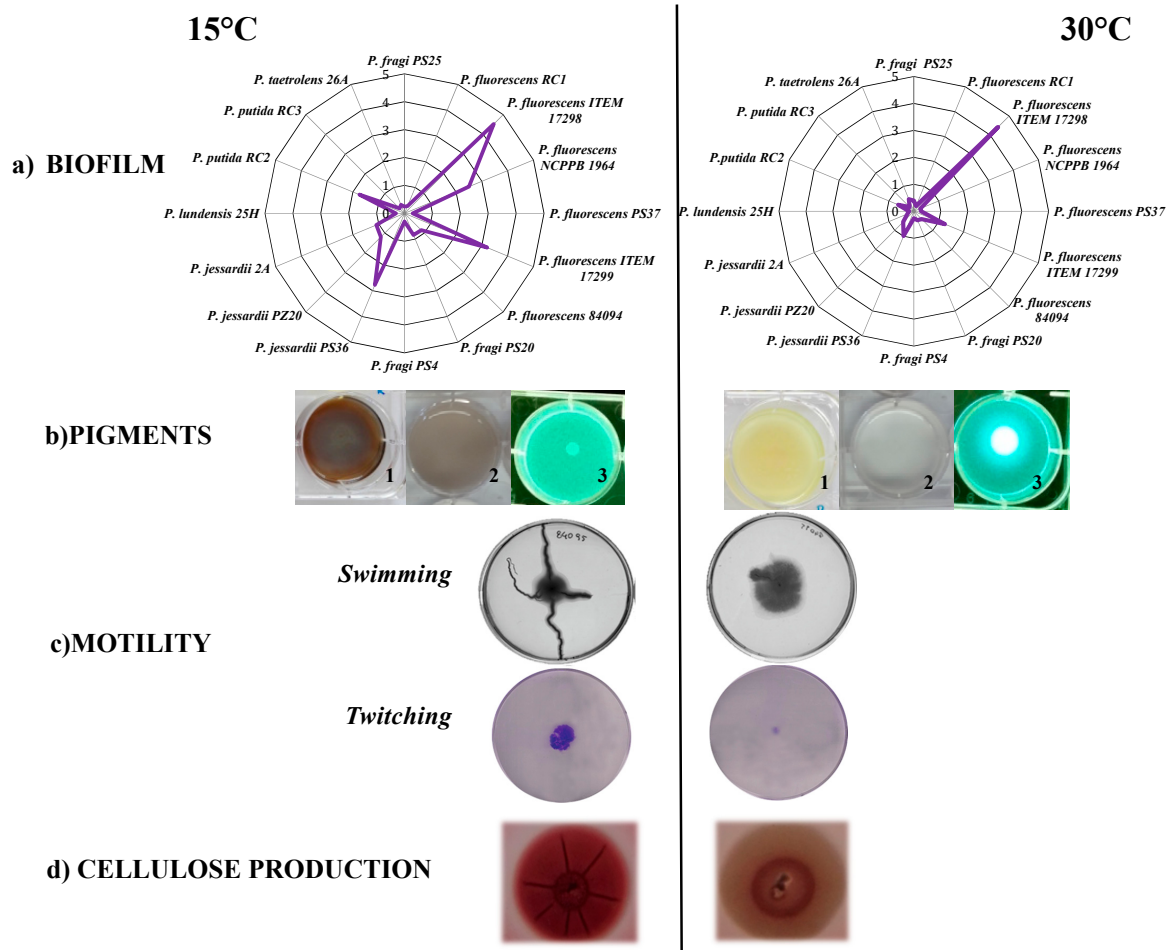 15°C
30°C
P. fragi PS25
P. fluorescens RC1
P. fluorescens ITEM
17298
P. fluorescens
NCPPB 1964
P. fluorescens PS37
P. fluorescens ITEM
17299
P. fluorescens 84094
P. fragi PS20
P. fragi PS4
P. jessardii PS36
P. jessardii PZ20
P. jessardii 2A
P. lundensis 25H
P. putida RC2
P. putida RC3
P. taetrolens 26A
5
4
3
2
1
0
P. fragi PS25
P. fluorescens RC1
P. fluorescens
ITEM 17298
P. fluorescens
NCPPB 1964
P. fluorescens PS37
P. fluorescens
ITEM 17299
P. fluorescens
84094
P. fragi PS20
P. fragi PS4
P. jessardii PS36
P. jessardii PZ20
P. jessardii 2A
P. lundensis 25H
P.putida RC2
P. putida RC3
P. taetrolens 26A
5
4
3
2
1
0
a) BIOFILM
b)PIGMENTS
1
2
3
1
2
3
Swimming
84095
c)MOTILITY
Twitching
d) CELLULOSE PRODUCTION